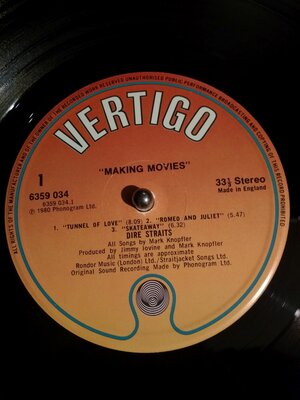 ALL RIGHTS OF THE MANUFACTURER AND OF THE OWNER OF THE RECORDED WORK RESERVED UNAUTHORISED PUBLIC PERFORMANCE BROADCASTING AND COPYING OF THIS RECORD PROHIBITED
VERTIGO
"MAKING MOVIES"
1
33⅓ Stereo
Made in England
6359 034
6359 034.1
℗ 1980 Phonogram Ltd.
1. "TUNNEL OF LOVE" (8.09) 2. "ROMEO AND JULIET" (5.47)
3. "SKATEAWAY" (6.32)
DIRE STRAITS
All Songs by Mark Knopfler
Produced by Jimmy Iovine and Mark Knopfler
All timings are approximate
Rondor Music (London) Ltd./Straitjacket Songs Ltd.
Original Sound Recording Made by Phonogram Ltd.